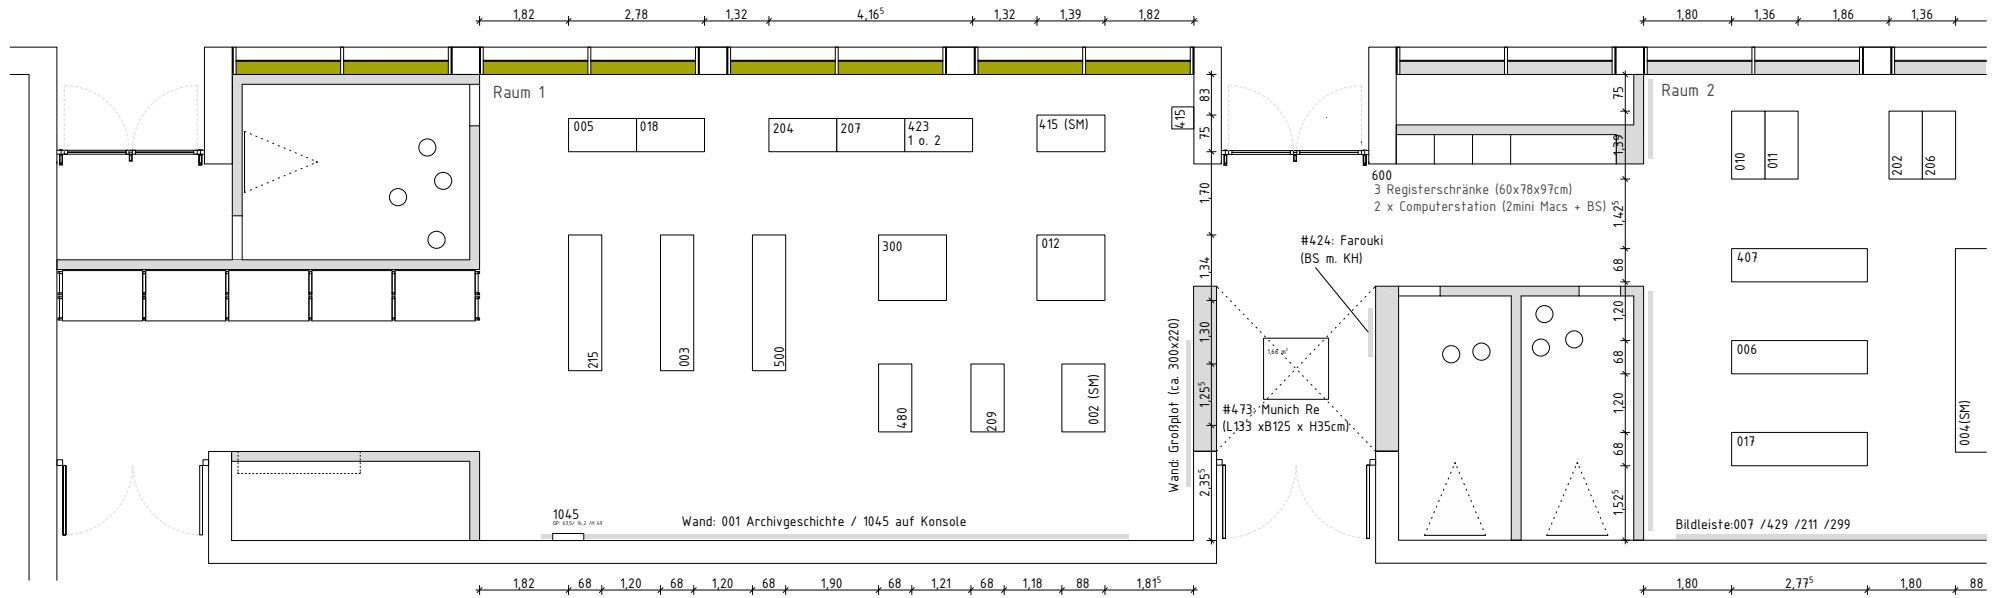 1,82 2,78 1,32 4,16⁵ 1,32 1,39 1,82 1,80 1,36 1,86 1,36
Raum 1
Raum 2
005 018
204 207 423
1 o. 2
415 (SM)
415
83
75
1,70
1,34
1,30
1,25⁵
2,35⁵
010
011
202
206
75
1,39
1,42⁵
68
1,20
68
1,20
68
1,52⁵
600
3 Registerschränke (60x78x97cm)
2 x Computerstation (2mini Macs + BS)
#424: Farouki
(BS m. KH)
300
012
407
215
003
500
006
480
209
002 (SM)
Wand: Großplot (ca. 300x220)
1,66 m²
#473: Munich Re
(L133 xB125 x H35cm)
017
004(SM)
1045
Wand: 001 Archivgeschichte / 1045 auf Konsole
Bildleiste:007 /429 /211 /299
1,82 68 1,20 68 1,20 68 1,90 68 1,21 68 1,18 88 1,81⁵ 1,80 2,77⁵ 1,80 88